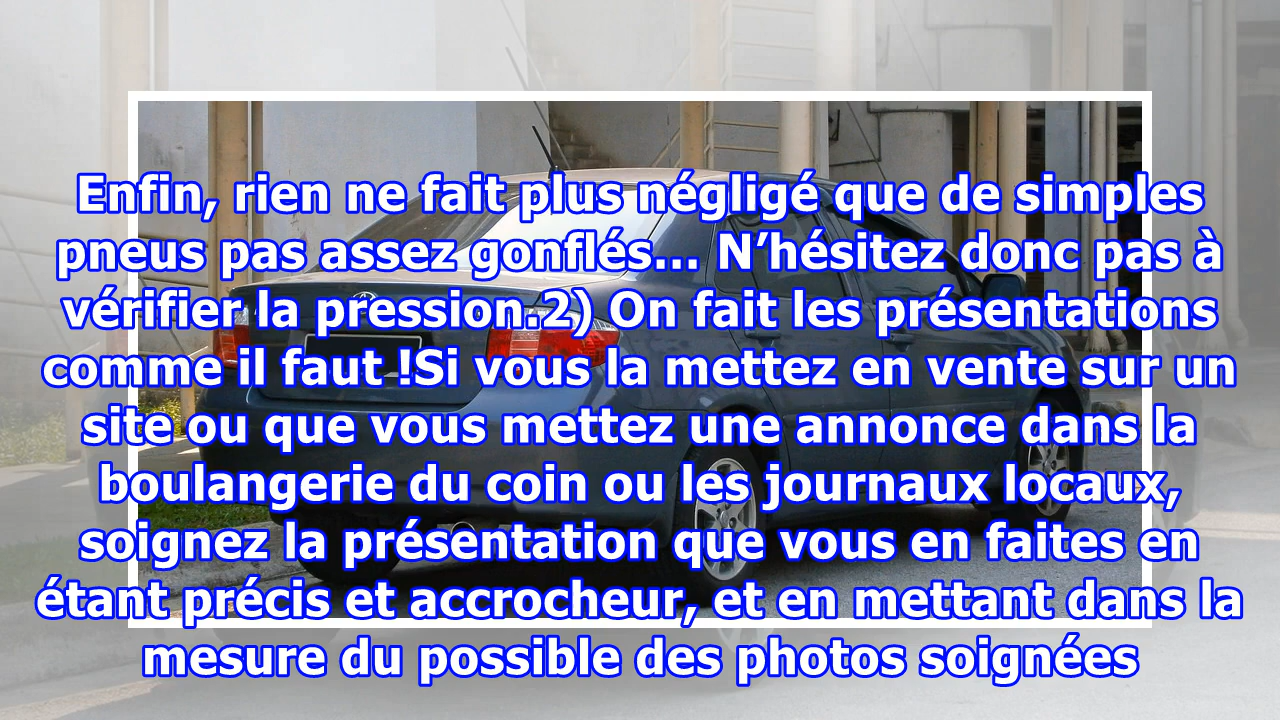 Enfin, rien ne fait plus négligé que de simples
pneus pas assez gonflés… N’hésitez donc pas à
vérifier la pression.2) On fait les présentations
comme il faut !Si vous la mettez en vente sur un
site ou que vous mettez une annonce dans la
boulangerie du coin ou les journaux locaux,
soignez la présentation que vous en faites en
étant précis et accrocheur, et en mettant dans la
mesure du possible des photos soignées